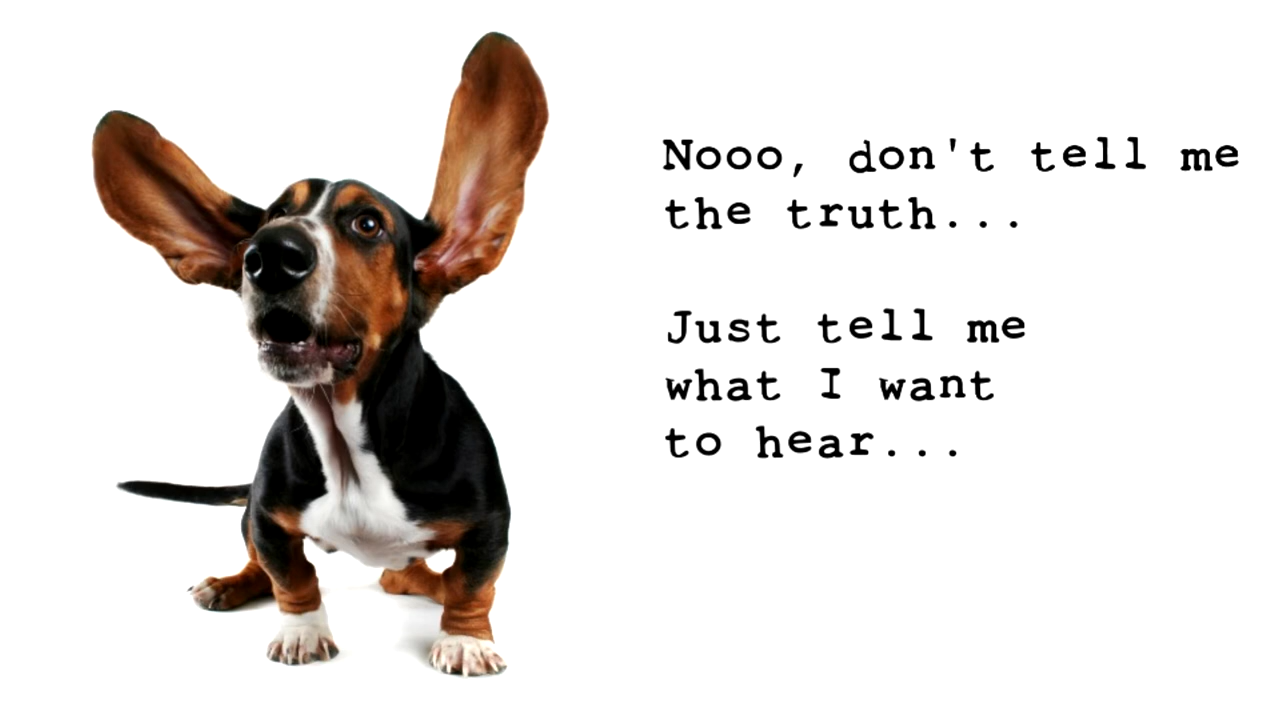 Nooo, don't tell me
the truth...
Just tell me
what I want
to hear...